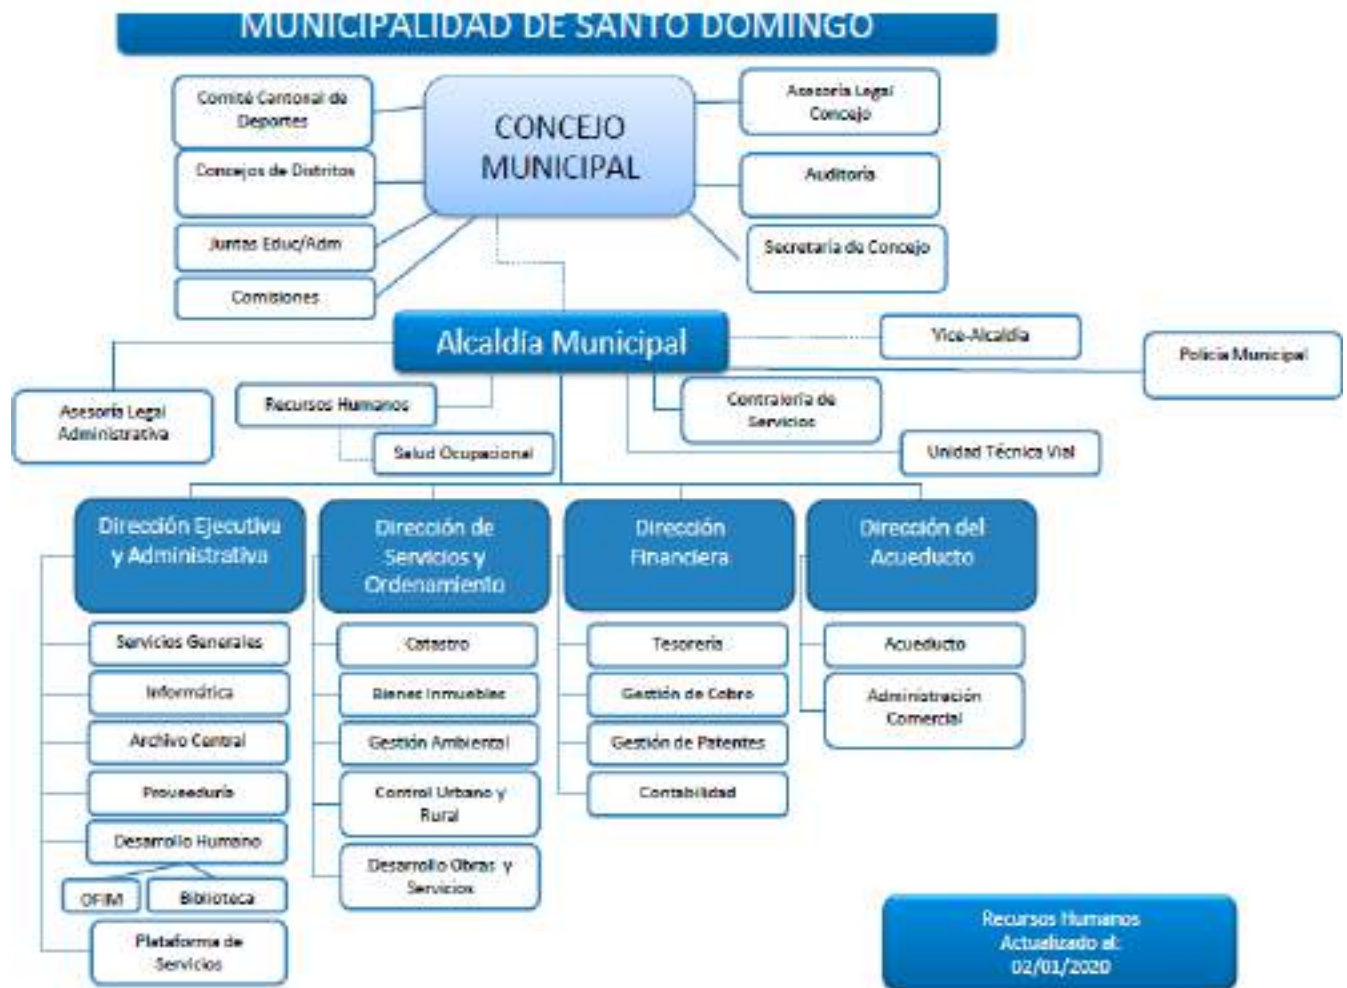 MUNICIPALIDAD DE SANTO DOMINGO
Comité Cantonal de
Deportes
CONCEJO
MUNICIPAL
Asesoría Legal
Concejo
Concejos de Distritos
Auditoría
Juntas Educ/Adm
Secretaría de Concejo
Comisiones
Alcaldía Municipal
Vice-Alcaldía
Policía Municipal
Asesoría Legal
Administrativa
Recursos Humanos
Contraloría de
Servicios
Salud Ocupacional
Unidad Técnica Vial
Dirección Ejecutiva
y Administrativa
Dirección de
Servicios y
Ordenamiento
Dirección
Financiera
Dirección del
Acueducto
Servicios Generales
Informática
Archivo Central
Proveeduría
Desarrollo Humano
OFIM
Biblioteca
Plataforma de
Servicios
Catastro
Bienes Inmuebles
Gestión Ambiental
Control Urbano y
Rural
Desarrollo Obras y
Servicios
Tesorería
Gestión de Cobro
Gestión de Patentes
Contabilidad
Acueducto
Administración
Comercial
Recursos Humanos
Actualizado al:
02/01/2020